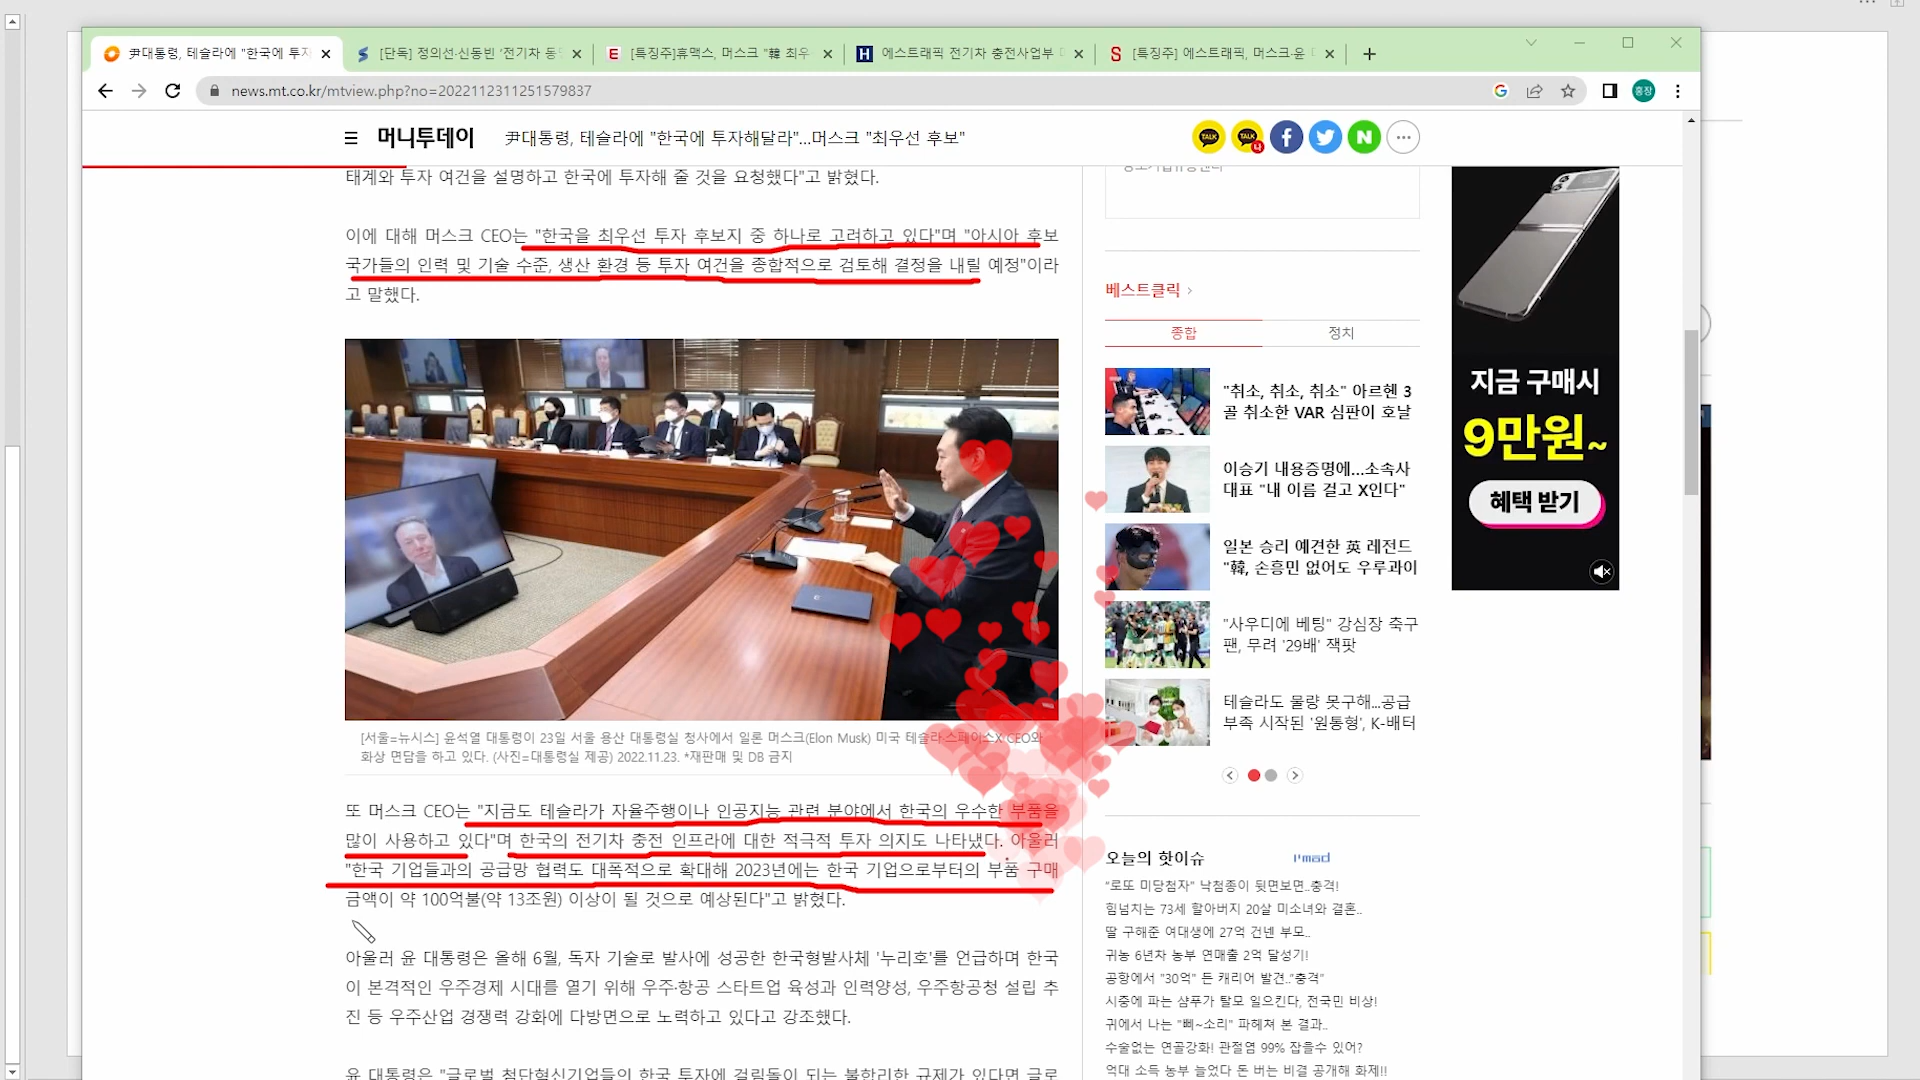 尹대통령, 테슬라에 "한국에 투자
[단독] 정의선·신동빈 '전기차 동
[특징주]휴맥스, 머스크 "韓 최우
에스트래픽 전기차 충전사업부
[특징주] 에스트래픽, 머스크·윤
news.mt.co.kr/mtview.php?no=2022112311251579837
홍장
머니투데이
尹대통령, 테슬라에 "한국에 투자해달라"...머스크 "최우선 후보"
TALK
TALK
N
태계와 투자 여건을 설명하고 한국에 투자해 줄 것을 요청했다"고 밝혔다.
이에 대해 머스크 CEO는 "한국을 최우선 투자 후보지 중 하나로 고려하고 있다"며 "아시아 후보
국가들의 인력 및 기술 수준, 생산 환경 등 투자 여건을 종합적으로 검토해 결정을 내릴 예정"이라
고 말했다.
[서울=뉴시스] 윤석열 대통령이 23일 서울 용산 대통령실 청사에서 일론 머스크(Elon Musk) 미국 테슬라·스페이스X CEO와
화상 면담을 하고 있다. (사진=대통령실 제공) 2022.11.23. *재판매 및 DB 금지
또 머스크 CEO는 "지금도 테슬라가 자율주행이나 인공지능 관련 분야에서 한국의 우수한 부품을
많이 사용하고 있다"며 한국의 전기차 충전 인프라에 대한 적극적 투자 의지도 나타냈다. 아울러
"한국 기업들과의 공급망 협력도 대폭적으로 확대해 2023년에는 한국 기업으로부터의 부품 구매
금액이 약 100억불(약 13조원) 이상이 될 것으로 예상된다"고 밝혔다.
아울러 윤 대통령은 올해 6월, 독자 기술로 발사에 성공한 한국형발사체 '누리호'를 언급하며 한국
이 본격적인 우주경제 시대를 열기 위해 우주·항공 스타트업 육성과 인력양성, 우주항공청 설립 추
진 등 우주산업 경쟁력 강화에 다방면으로 노력하고 있다고 강조했다.
윤 대통령은 "글로벌 첨단혁신기업들의 한국 투자에 걸림돌이 되는 불합리한 규제가 있다면 글로
베스트클릭
종합
정치
"취소, 취소, 취소" 아르헨 3
골 취소한 VAR 심판이 호날
이승기 내용증명에...소속사
대표 "내 이름 걸고 X인다"
일본 승리 예견한 英 레전드
"韓, 손흥민 없어도 우루과이
"사우디에 베팅" 강심장 축구
팬, 무려 '29배' 잭팟
테슬라도 물량 못구해...공급
부족 시작된 '원통형', K-배터
오늘의 핫이슈
"로또 미당첨자" 낙첨종이 뒷면보면..충격!
힘넘치는 73세 할아버지 20살 미소녀와 결혼..
딸 구해준 여대생에 27억 건넨 부모..
귀농 6년차 농부 연매출 2억 달성기!
공항에서 "30억" 든 캐리어 발견.."충격"
시중에 파는 샴푸가 탈모 일으킨다, 전국민 비상!
귀에서 나는 "삐~소리" 파헤쳐 본 결과..
수술없는 연골강화! 관절염 99% 잡을수 있어?
억대 소득 농부 늘었다 돈 버는 비결 공개해 화제!!
지금 구매시
9만원~
혜택 받기